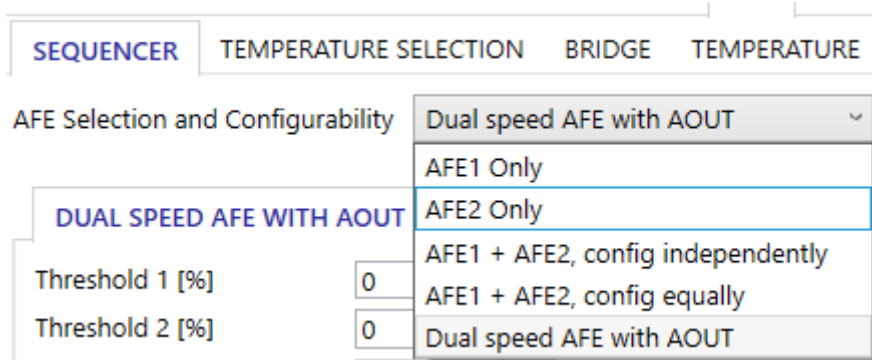 SEQUENCER TEMPERATURE SELECTION BRIDGE TEMPERATURE
AFE Selection and Configurability Dual speed AFE with AOUT
AFE1 Only
DUAL SPEED AFE WITH AOUT AFE2 Only
AFE1 + AFE2, config independently
Threshold 1 [%] 0
AFE1 + AFE2, config equally
Threshold 2 [%] 0
Dual speed AFE with AOUT